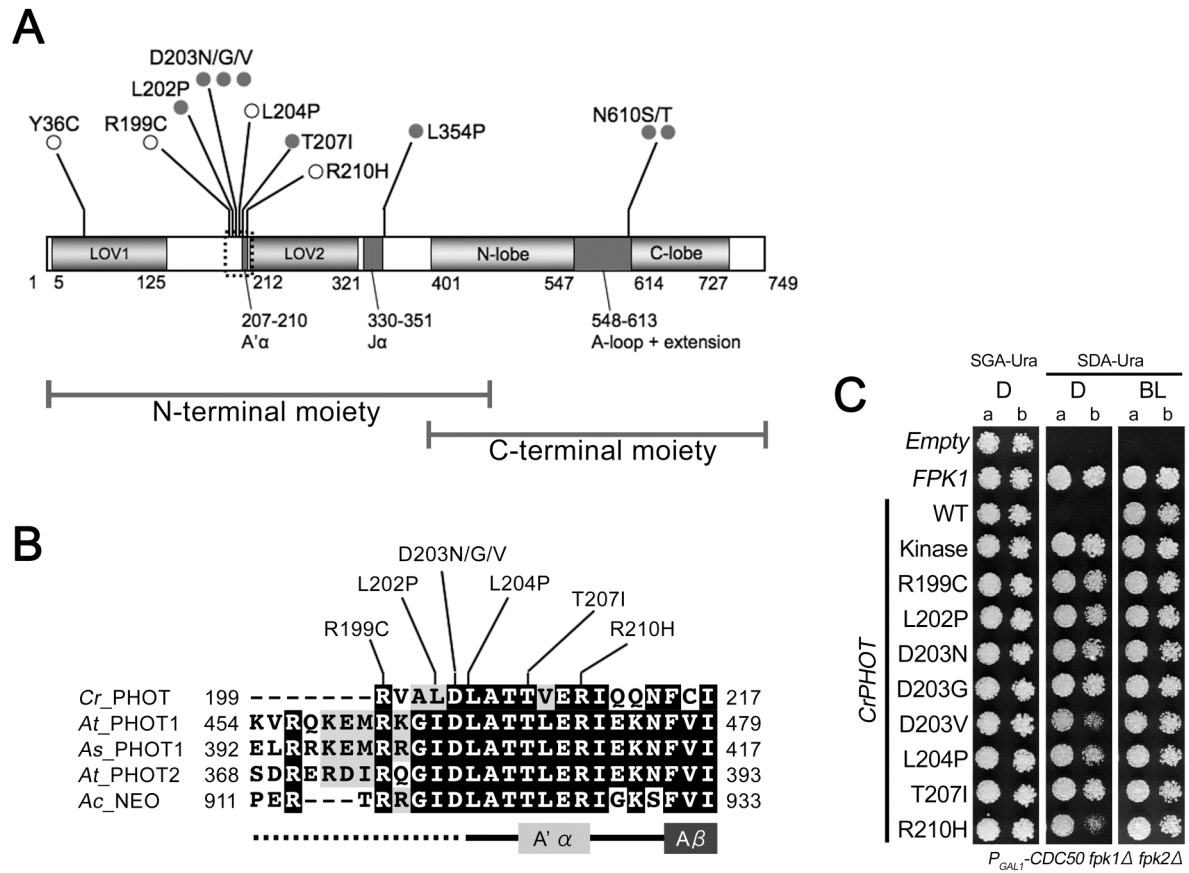 A
D203N/G/V
L202P
L204P
N610S/T
Y36C
R199C
T207I
L354P
R210H
LOV1
LOV2
N-lobe
C-lobe
1 5 125 212 321 401 547 614 727 749
207-210 330-351 548-613
A'α Jα A-loop + extension
N-terminal moiety
C-terminal moiety
B
D203N/G/V
L202P
L204P
T207I
R199C
R210H
Cr_PHOT 199 -------RVALDLATTVERIQQNFCI 217
At_PHOT1 454 KVRQKEMRKGIDLATTLERIEKNFVI 479
As_PHOT1 392 ELRRKEMRRGIDLATTLERIEKNFVI 417
At_PHOT2 368 SDRERDIRQGIDLATTLERIEKNFVI 393
Ac_NEO 911 PER---TRRGIDLATTLERIGKSFVI 933
A' α Aβ
C
SGA-Ura SDA-Ura
D D BL
a b a b a b
Empty
FPK1
WT
Kinase
R199C
L202P
D203N
D203G
D203V
L204P
T207I
R210H
CrPHOT
PGAL1-CDC50 fpk1Δ fpk2Δ